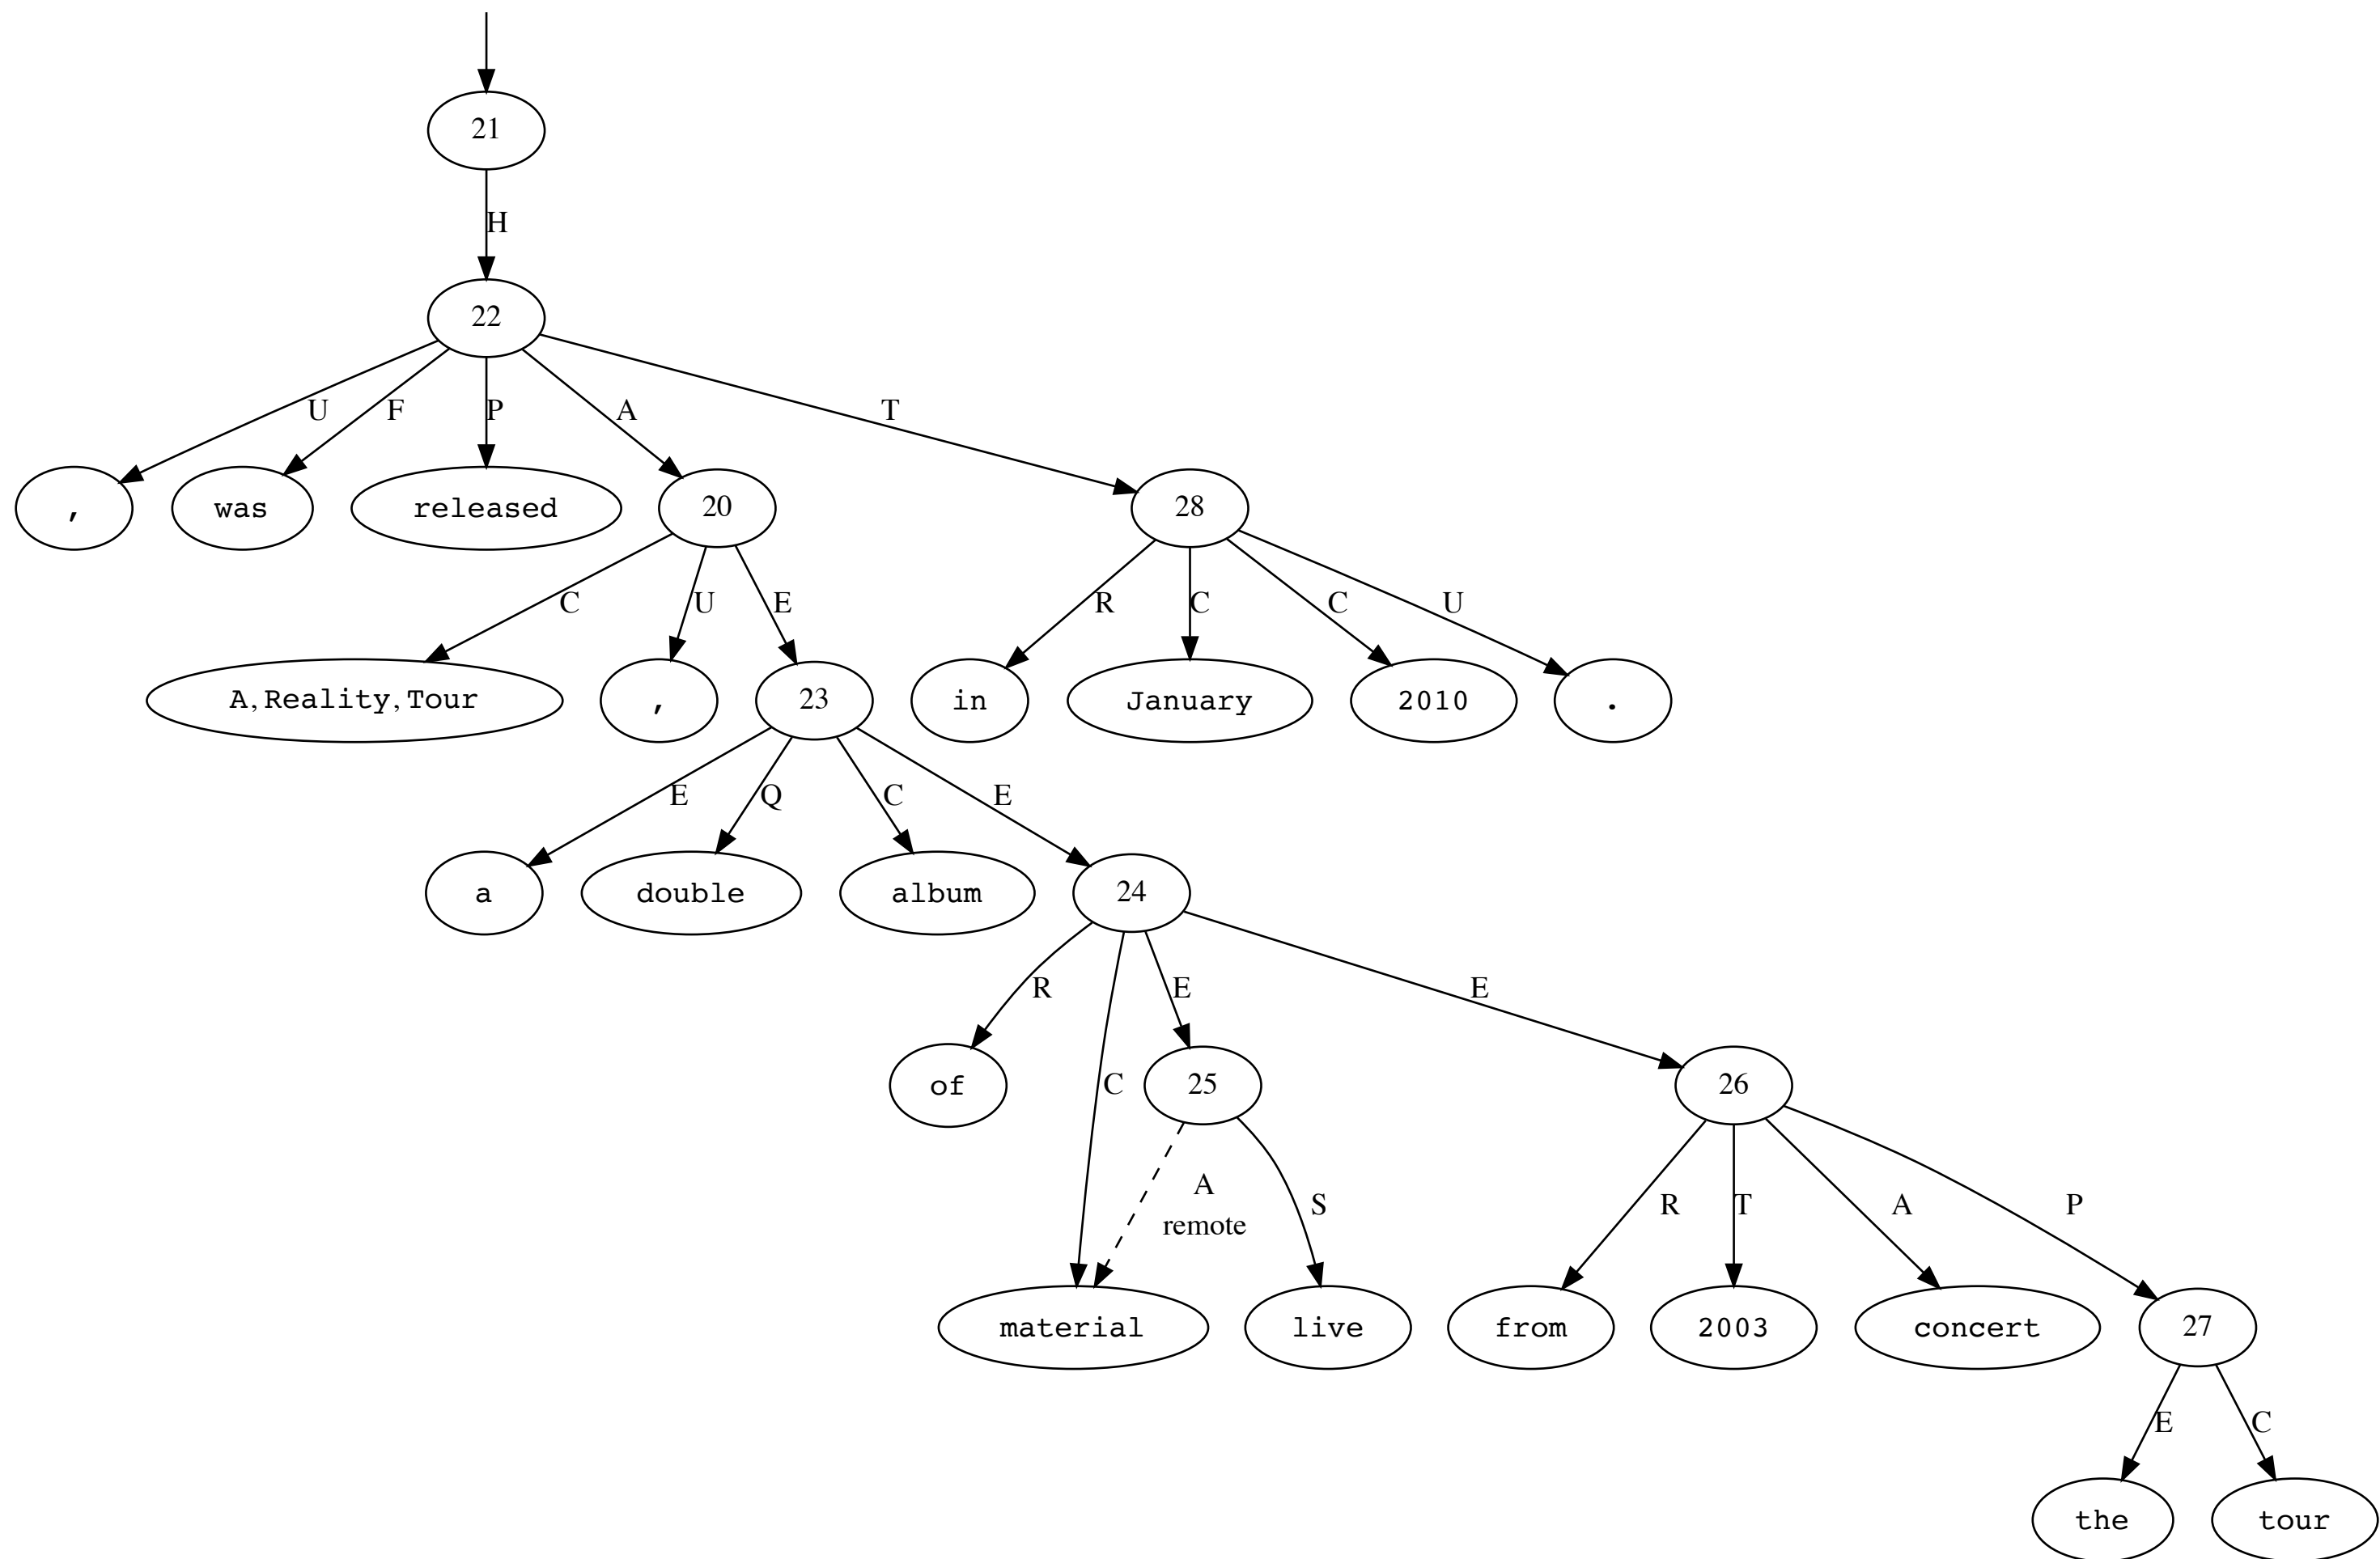 21
H
22
U F P A T
, was released 20 28
C U E R C C U
A,Reality,Tour , 23 in January 2010 .
E Q C E
a double album 24
R E E
of C 25 26
A remote S R T A P
material live from 2003 concert 27
E C
the tour